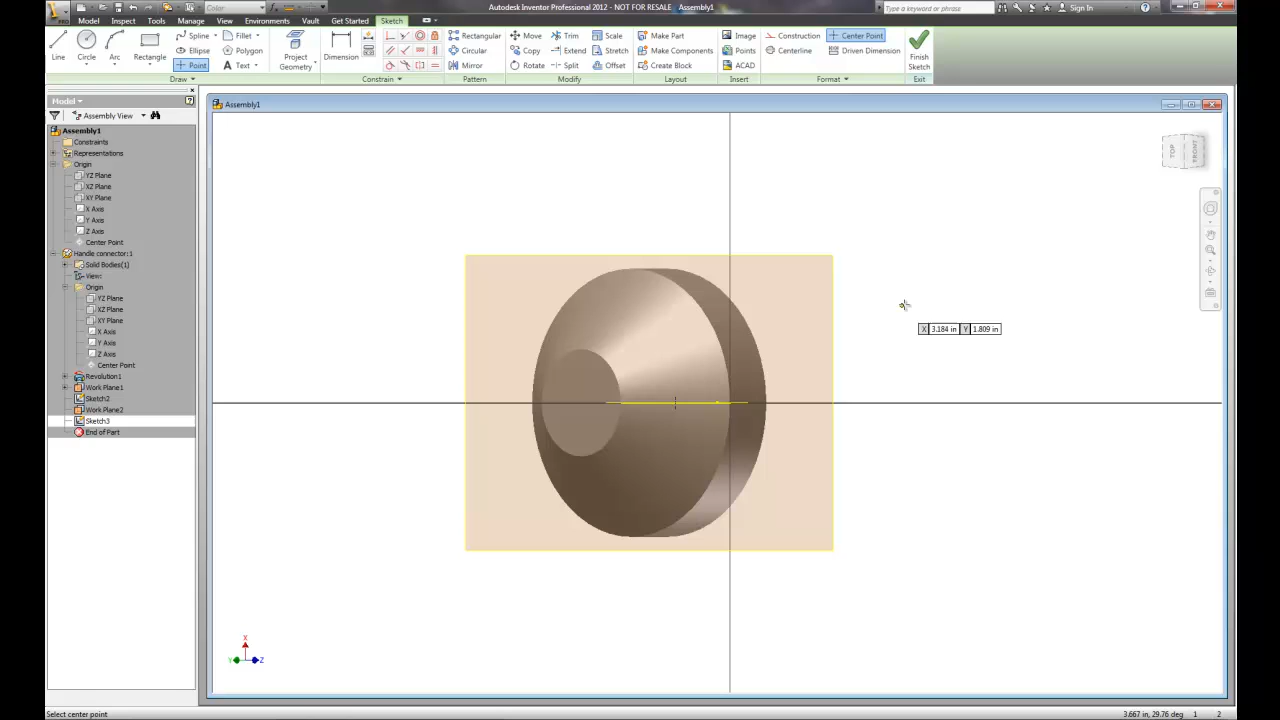 Color
Autodesk Inventor Professional 2012 - NOT FOR RESALE Assembly1
Type a keyword or phrase
Sign In
PRO
Model Inspect Tools Manage View Environments Vault Get Started Sketch
Line
Circle
Arc
Rectangle
Spline
Ellipse
Point
Fillet
Polygon
Text
Project
Geometry
Dimension
Rectangular
Circular
Mirror
Move
Copy
Rotate
Trim
Extend
Split
Scale
Stretch
Offset
Make Part
Make Components
Create Block
Image
Points
ACAD
Construction
Centerline
Center Point
Driven Dimension
Finish
Sketch
Draw Constrain Pattern Modify Layout Insert Format Exit
Model
Assembly View
Assembly1
Constraints
Representations
Origin
YZ Plane
XZ Plane
XY Plane
X Axis
Y Axis
Z Axis
Center Point
Handle connector:1
Solid Bodies(1)
View:
Origin
YZ Plane
XZ Plane
XY Plane
X Axis
Y Axis
Z Axis
Center Point
Revolution1
Work Plane1
Sketch2
Work Plane2
Sketch3
End of Part
Assembly1
TOP
FRONT
X 3.184 in Y 1.809 in
X
Y
Z
Select center point
3.667 in, 29.76 deg 1 2